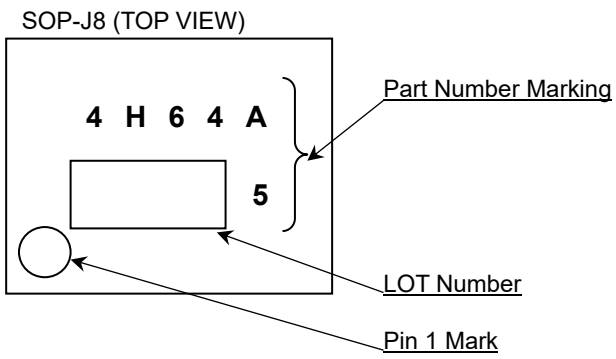 SOP-J8 (TOP VIEW)
Part Number Marking
4 H 6 4 A
5
LOT Number
Pin 1 Mark